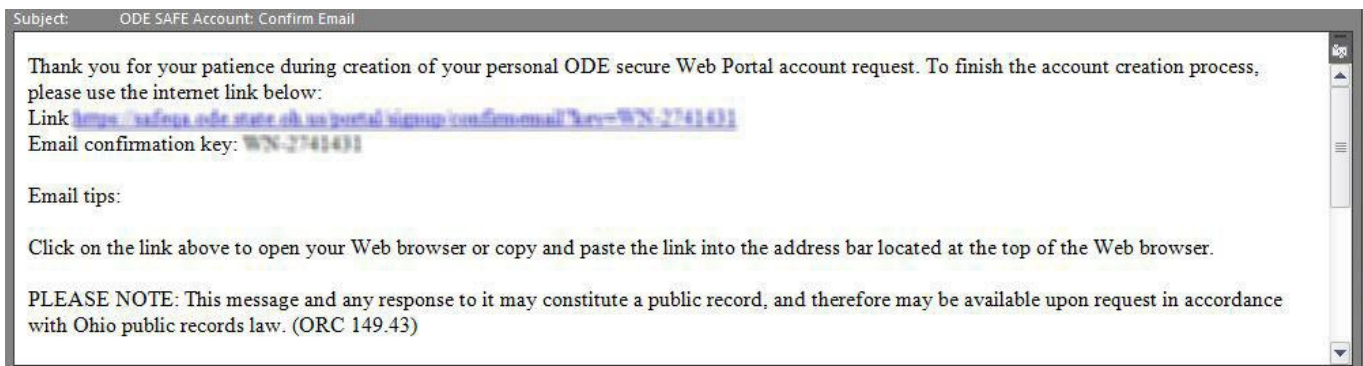 Subject: ODE SAFE Account: Confirm Email
Thank you for your patience during creation of your personal ODE secure Web Portal account request. To finish the account creation process,
please use the internet link below:
Link
Email confirmation key:
Email tips:
Click on the link above to open your Web browser or copy and paste the link into the address bar located at the top of the Web browser.
PLEASE NOTE: This message and any response to it may constitute a public record, and therefore may be available upon request in accordance
with Ohio public records law. (ORC 149.43)